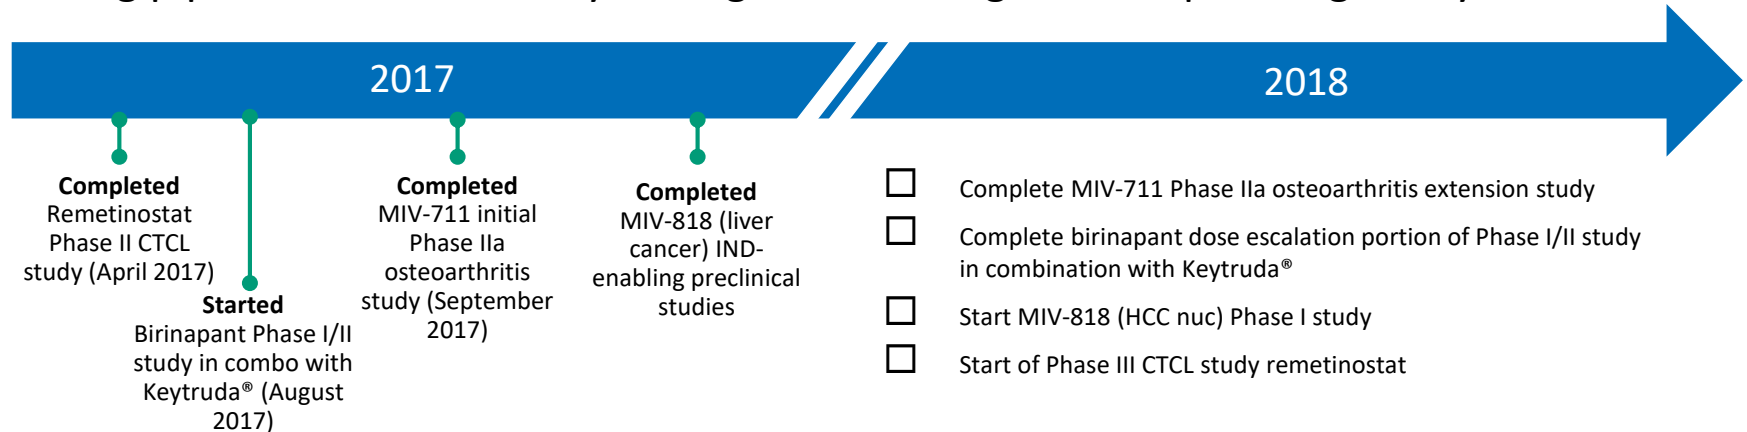 2017
2018
Completed
Remetinostat
Phase II CTCL
study (April 2017)
Started
Birinapant Phase I/II
study in combo with
Keytruda® (August
2017)
Completed
MIV-711 initial
Phase IIa
osteoarthritis
study (September
2017)
Completed
MIV-818 (liver
cancer) IND-
enabling preclinical
studies
Complete MIV-711 Phase IIa osteoarthritis extension study
Complete birinapant dose escalation portion of Phase I/II study
in combination with Keytruda®
Start MIV-818 (HCC nuc) Phase I study
Start of Phase III CTCL study remetinostat